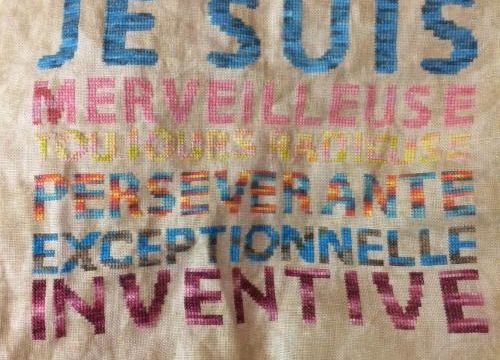 JE SUIS
MERVEILLEUSE
TOUJOURS RADIEUSE
PERSEVERANTE
EXCEPTIONNELLE
INVENTIVE